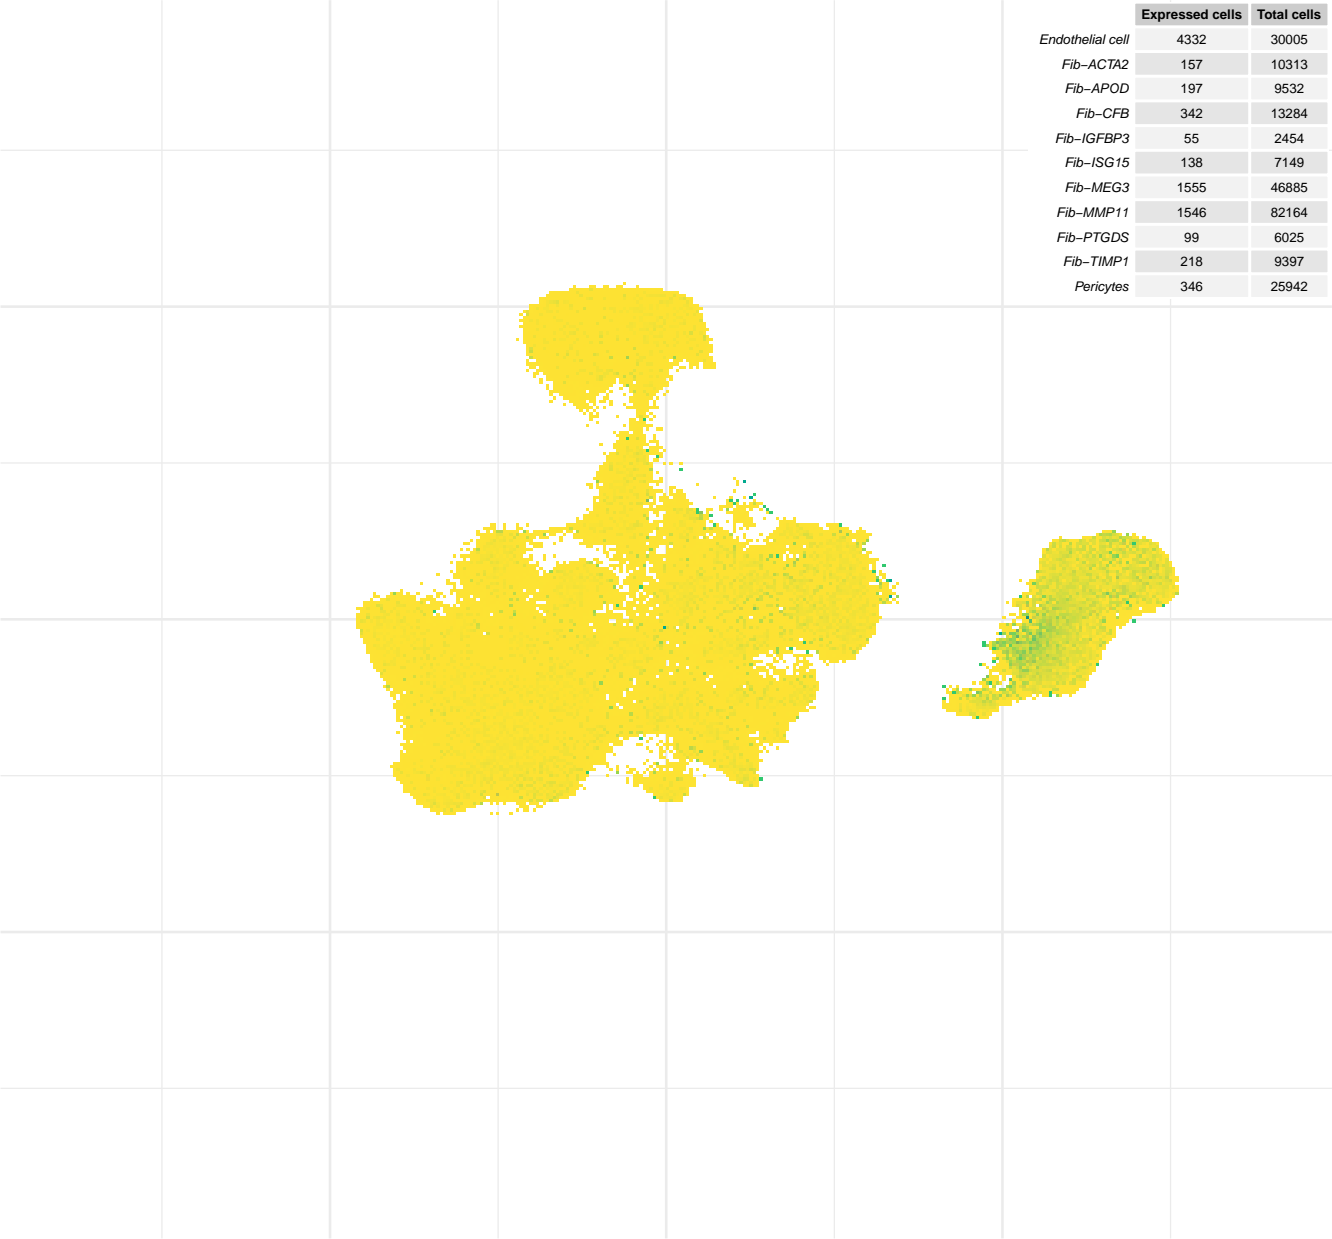 Expressed cells Total cells
Endothelial cell 4332 30005
Fib−ACTA2 157 10313
Fib−APOD 197 9532
Fib−CFB 342 13284
Fib−IGFBP3 55 2454
Fib−ISG15 138 7149
Fib−MEG3 1555 46885
Fib−MMP11 1546 82164
Fib−PTGDS 99 6025
Fib−TIMP1 218 9397
Pericytes 346 25942